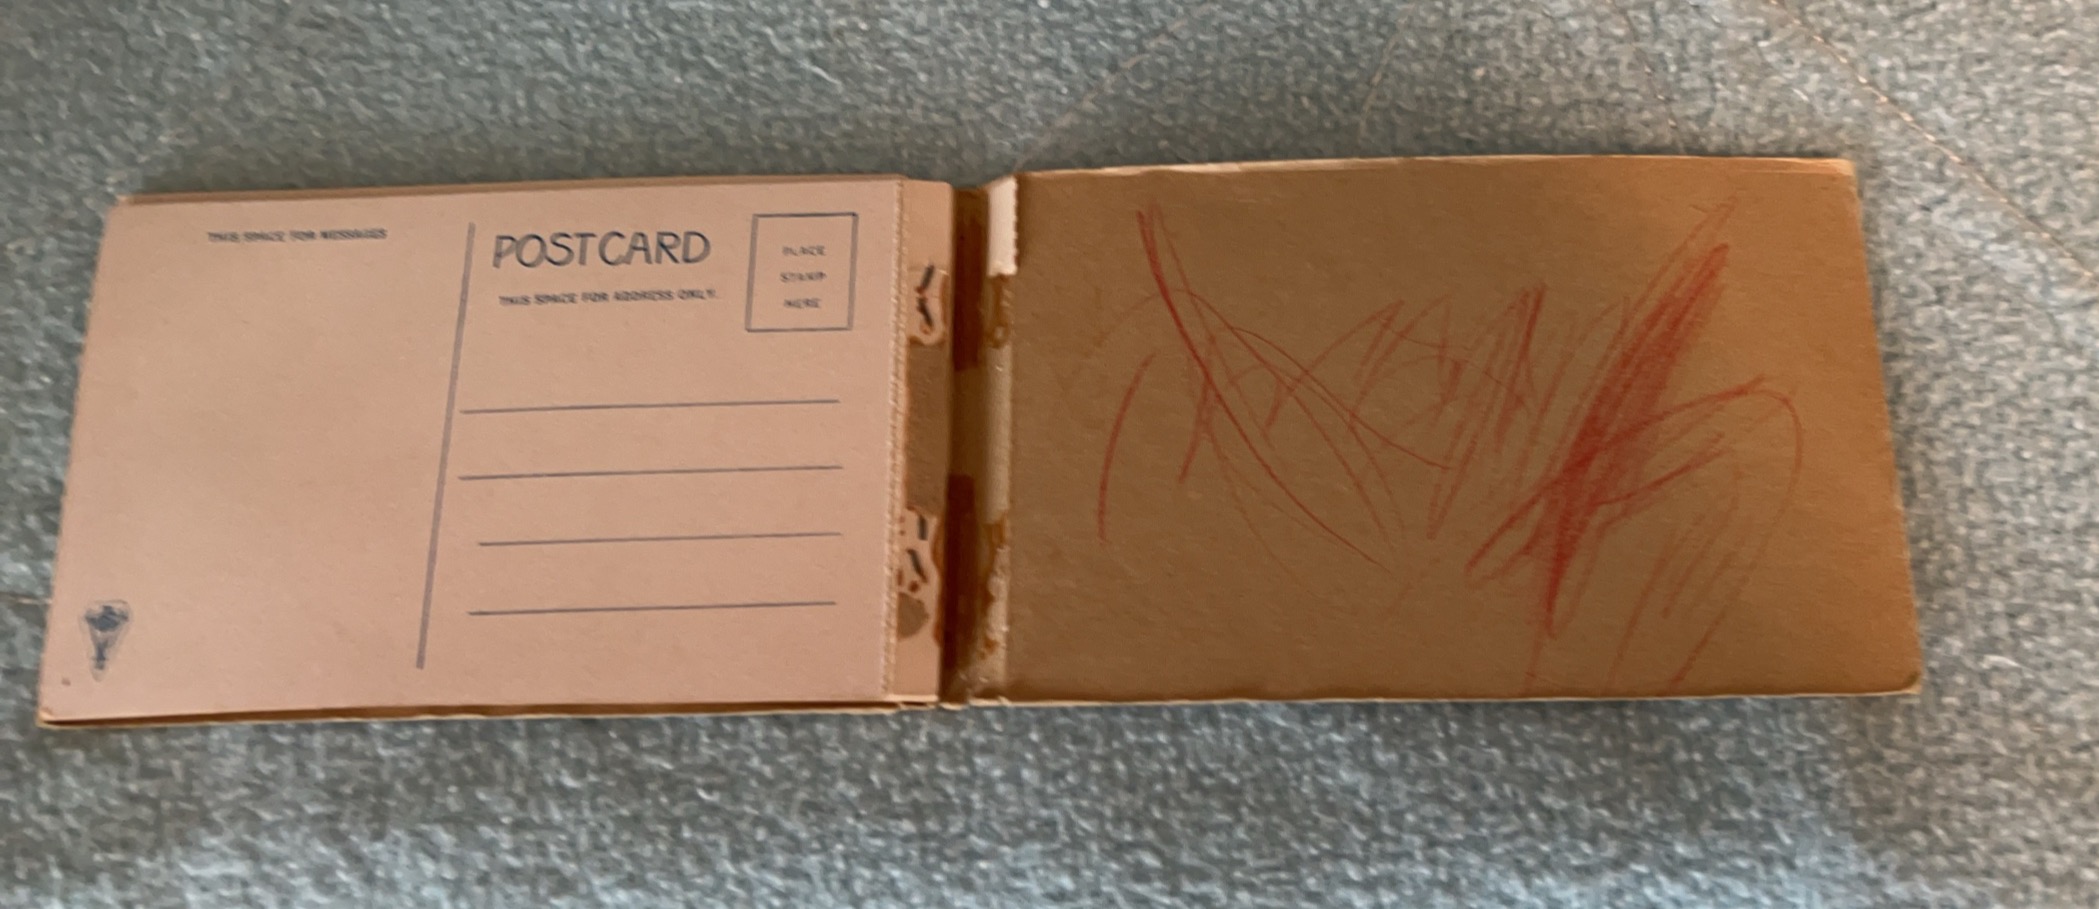 THIS SPACE FOR MESSAGES
POSTCARD
THIS SPACE FOR ADDRESS ONLY.
PLACE
STAMP
HERE